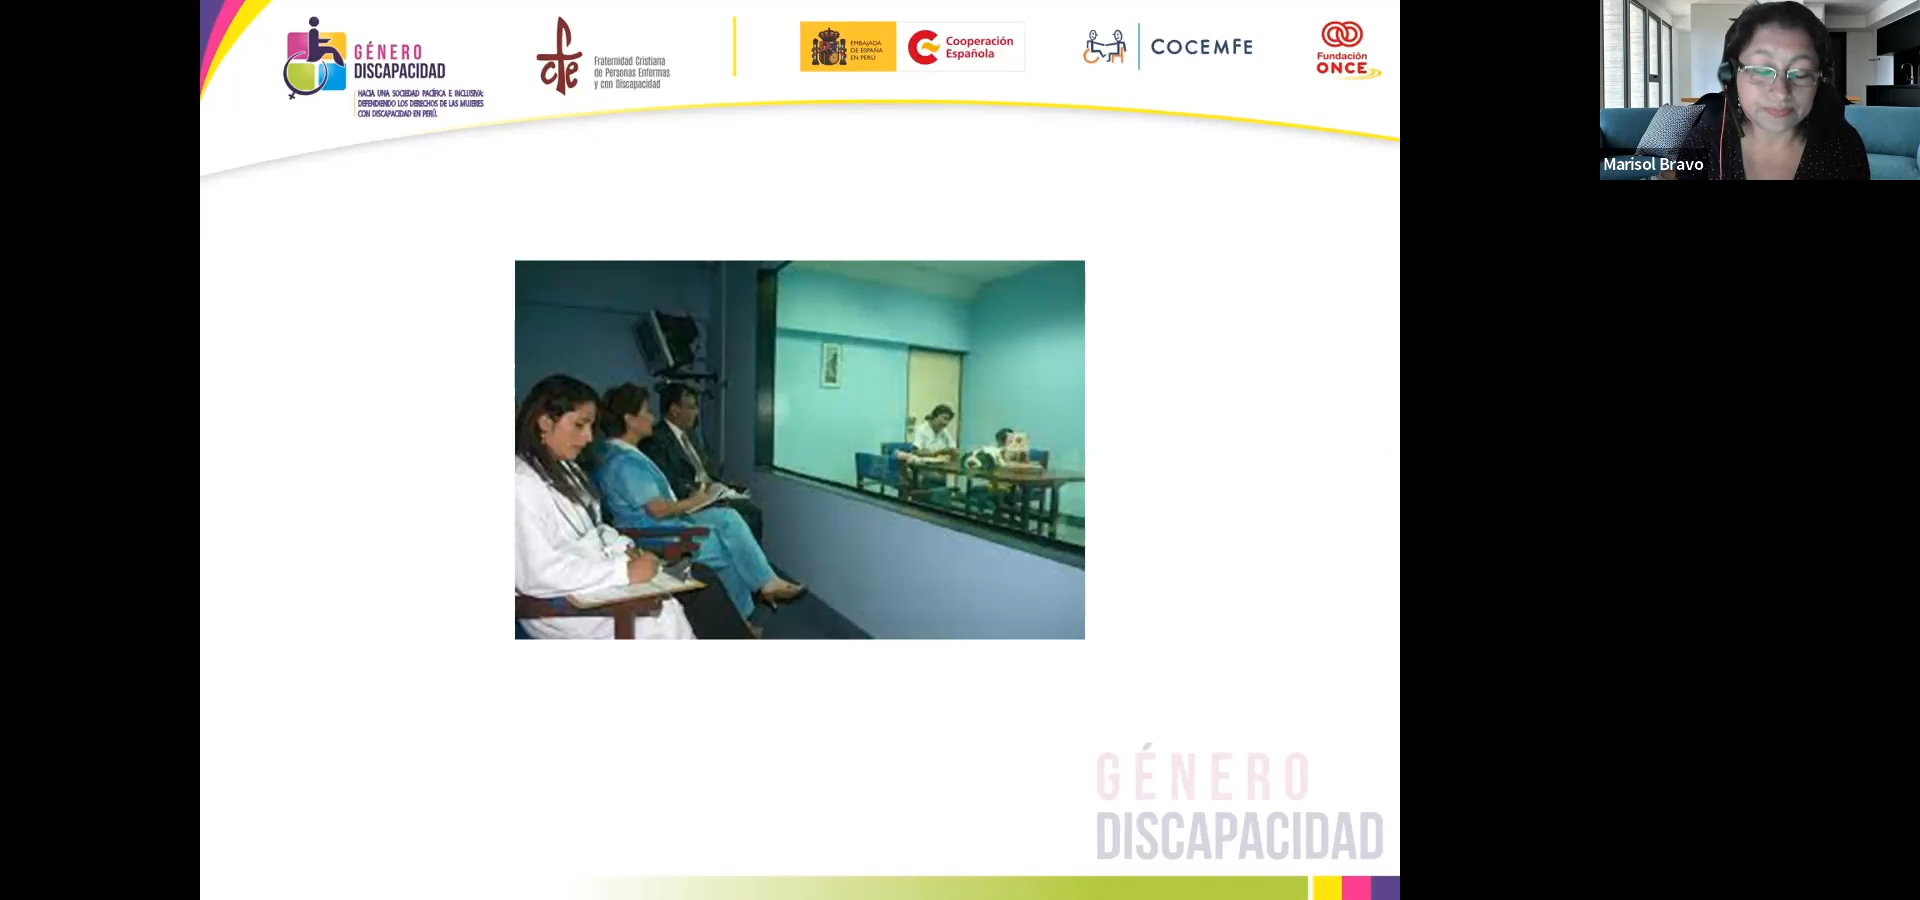 GÉNERO
DISCAPACIDAD
HACIA UNA SOCIEDAD PACÍFICA E INCLUSIVA:
DEFENDIENDO LOS DERECHOS DE LAS MUJERES
CON DISCAPACIDAD EN PERÚ.
Fraternidad Cristiana
de Personas Enfermas
y con Discapacidad
EMBAJADA
DE ESPAÑA
EN PERÚ
Cooperación
Española
COCEMFE
Fundación
ONCE
Marisol Bravo
GÉNERO
DISCAPACIDAD